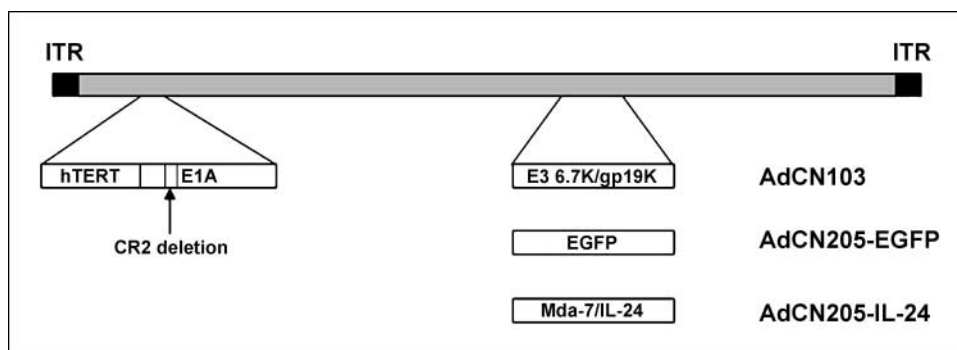 ITR
ITR
hTERT
E1A
E3 6.7K/gp19K
AdCN103
CR2 deletion
EGFP
AdCN205-EGFP
Mda-7/IL-24
AdCN205-IL-24